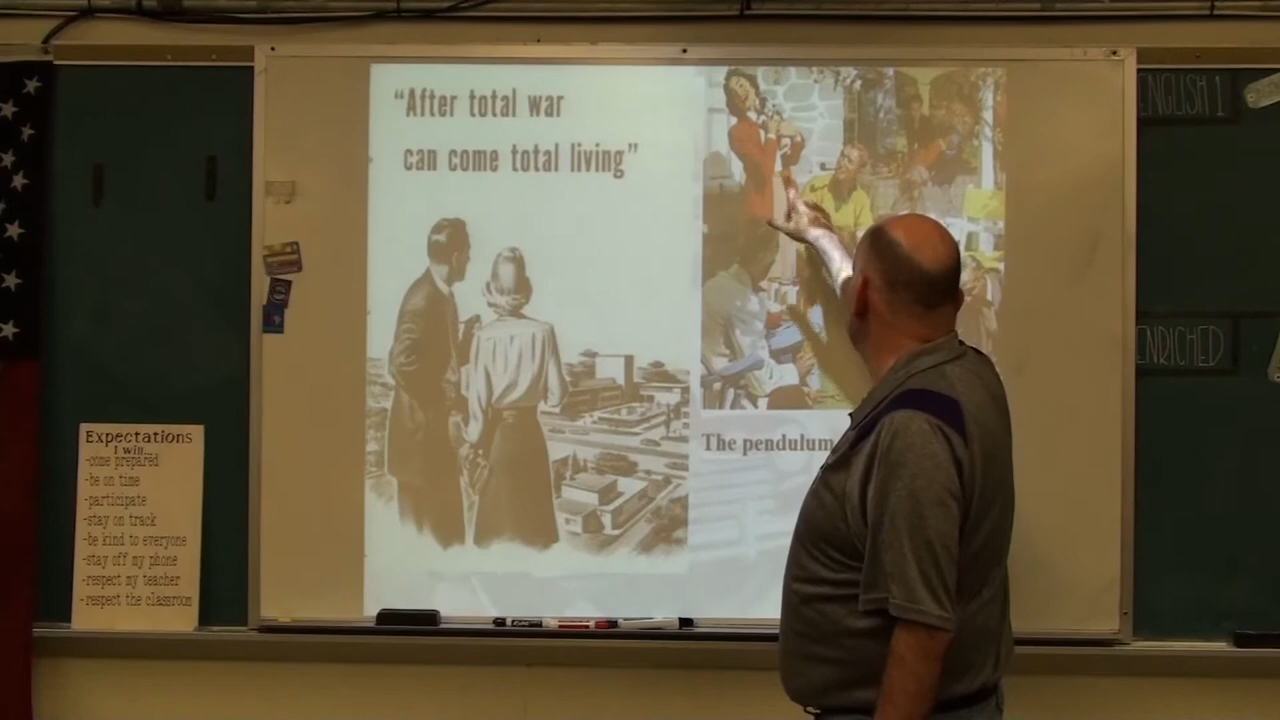 “After total war
can come total living”
The pendulum
ENGLISH 1
ENRICHED
Expectations
I will...
-come prepared
-be on time
-participate
-stay on track
-be kind to everyone
-stay off my phone
-respect my teacher
-respect the classroom